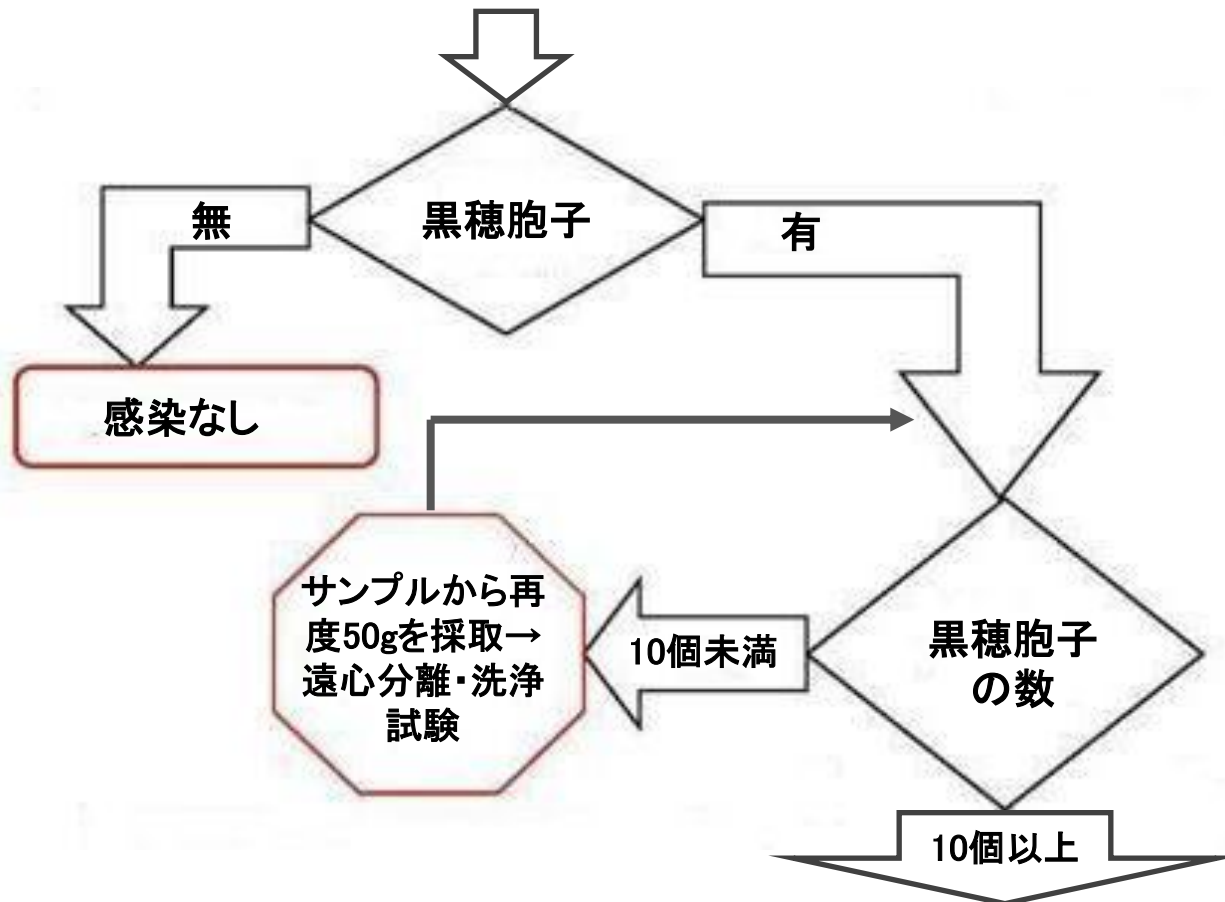 黒穂胞子
無
有
感染なし
サンプルから再
度50gを採取→
遠心分離・洗浄
試験
10個未満
黒穂胞子
の数
10個以上